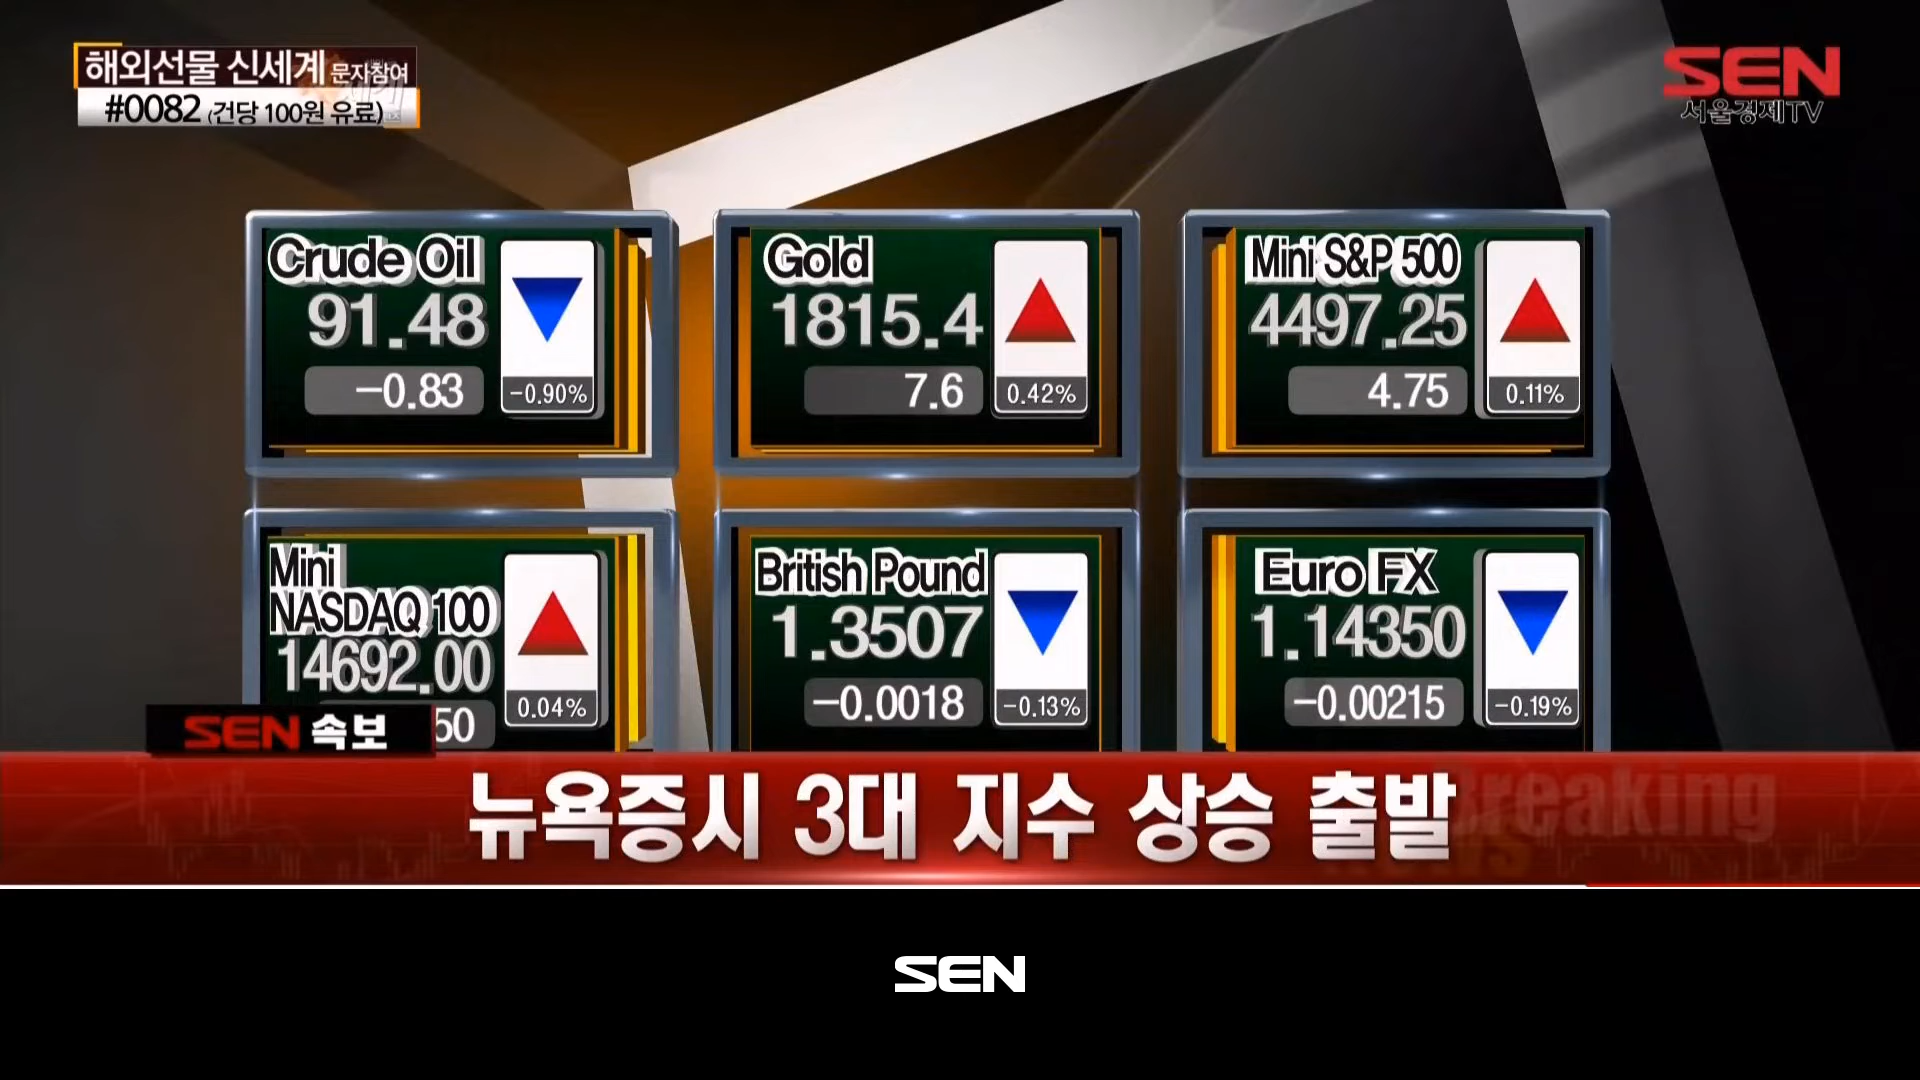 해외선물 신세계 문자참여
#0082 (건당 100원 유료)
SEN
서울경제TV
Crude Oil
91.48
-0.83
-0.90%
Gold
1815.4
7.6
0.42%
Mini S&P 500
4497.25
4.75
0.11%
Mini
NASDAQ 100
14692.00
50
0.04%
British Pound
1.3507
-0.0018
-0.13%
Euro FX
1.14350
-0.00215
-0.19%
SEN 속보
뉴욕증시 3대 지수 상승 출발
Breaking
SEN